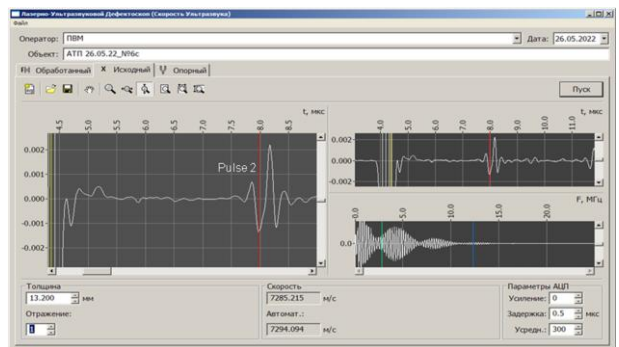 Лазерно-Ультразвуковой Дефектоскоп (Скорость Ультразвука)
Файл
Оператор: ПВМ Дата: 26.05.2022
Объект: АТП 26.05.22_№6с
Обработанный Исходный Опорный
Пуск
t, мкс
-4.5 -5.0 -5.5 -6.0 -6.5 -7.0 -7.5 -8.0 -8.5
0.002-
0.001-
0.000-
-0.001-
-0.002-
Pulse 2
t, мкс
-4.0 -5.0 -6.0 -7.0 -8.0 -9.0 -10.0 -11.0
0.002-
0.000-
-0.002-
F, МГц
-0.0 -5.0 -10.0 -15.0 -20.0
0.0-
Толщина
13.200 мм
Отражение:
1
Скорость
7285.215 м/с
Автомат.:
7294.094 м/с
Параметры АЦП
Усиление: 0
Задержка: 0.5 мкс
Усредн.: 300